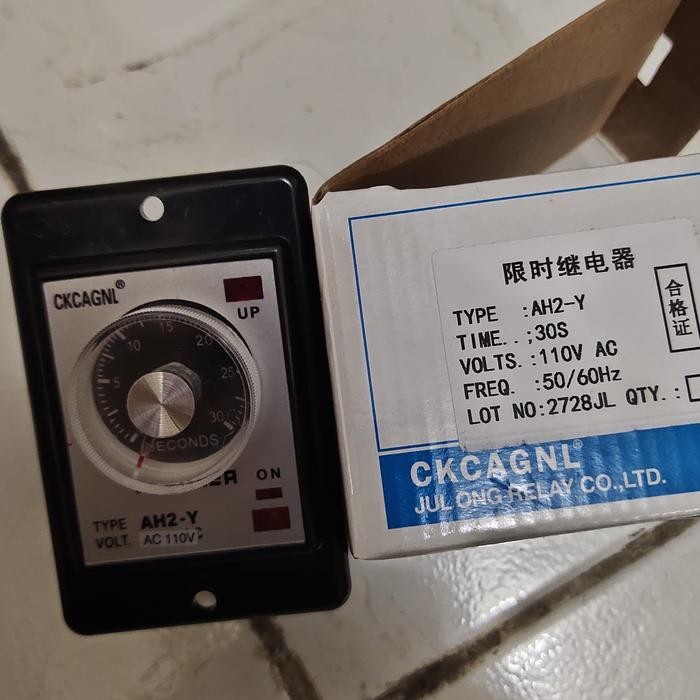 CKCAGNL®
UP
5
10
15
20
25
30
SECONDS
ON
TYPE AH2-Y
VOLT. AC 110V
限时继电器
TYPE :AH2-Y
TIME..;30S
VOLTS.:110V AC
FREQ. :50/60Hz
LOT NO:2728JL QTY.:
合格证
CKCAGNL®
JUL ONG RELAY CO.,LTD.